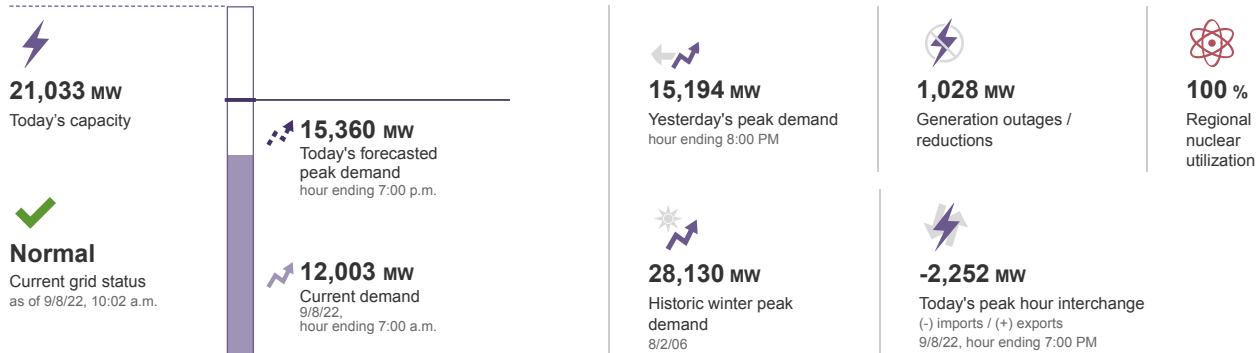 21,033 MW
Today's capacity
Normal
Current grid status
as of 9/8/22, 10:02 a.m.
15,360 MW
Today's forecasted
peak demand
hour ending 7:00 p.m.
12,003 MW
Current demand
9/8/22,
hour ending 7:00 a.m.
15,194 MW
Yesterday's peak demand
hour ending 8:00 PM
1,028 MW
Generation outages /
reductions
100 %
Regional
nuclear
utilization
28,130 MW
Historic winter peak
demand
8/2/06
-2,252 MW
Today's peak hour interchange
(-) imports / (+) exports
9/8/22, hour ending 7:00 PM